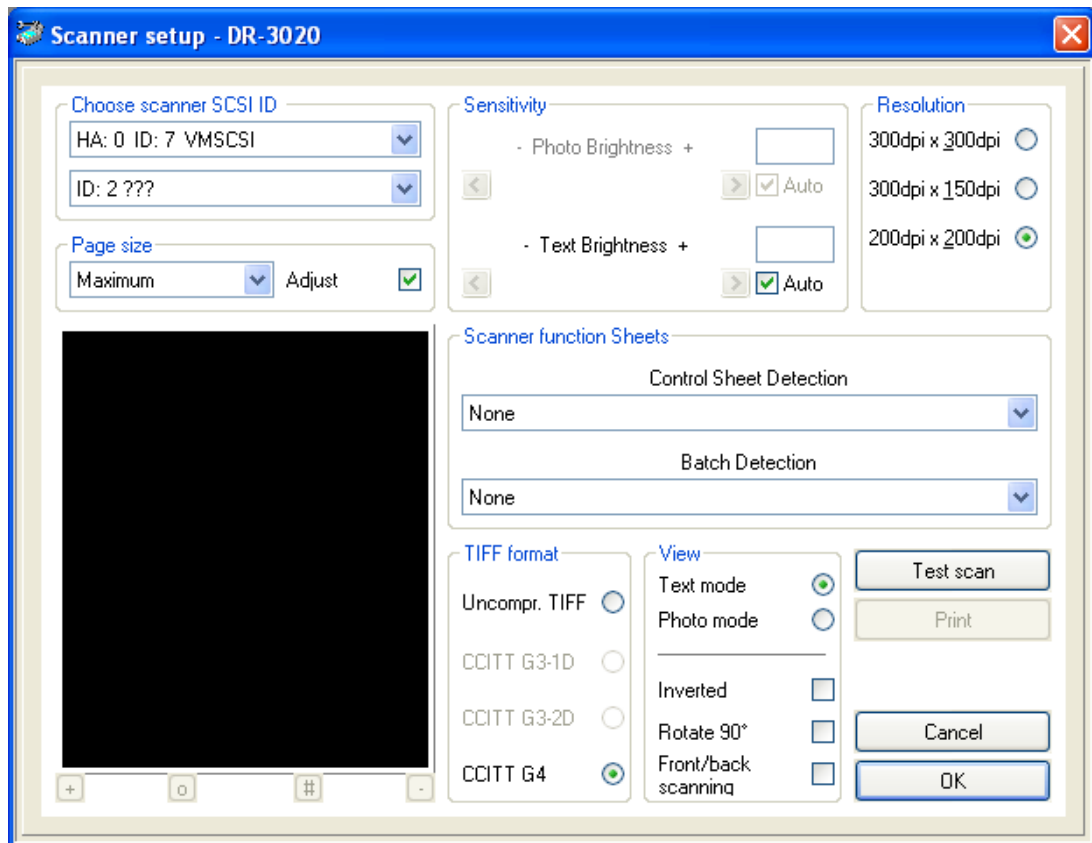 Scanner setup - DR-3020
Choose scanner SCSI ID
HA: 0 ID: 7 VMSCSI
ID: 2 ???
Page size
Maximum
Adjust
Sensitivity
- Photo Brightness +
Auto
- Text Brightness +
Auto
Resolution
300dpi x 300dpi
300dpi x 150dpi
200dpi x 200dpi
Scanner function Sheets
Control Sheet Detection
None
Batch Detection
None
+ o # -
TIFF format
Uncompr. TIFF
CCITT G3-1D
CCITT G3-2D
CCITT G4
View
Text mode
Photo mode
Inverted
Rotate 90°
Front/back
scanning
Test scan
Print
Cancel
OK